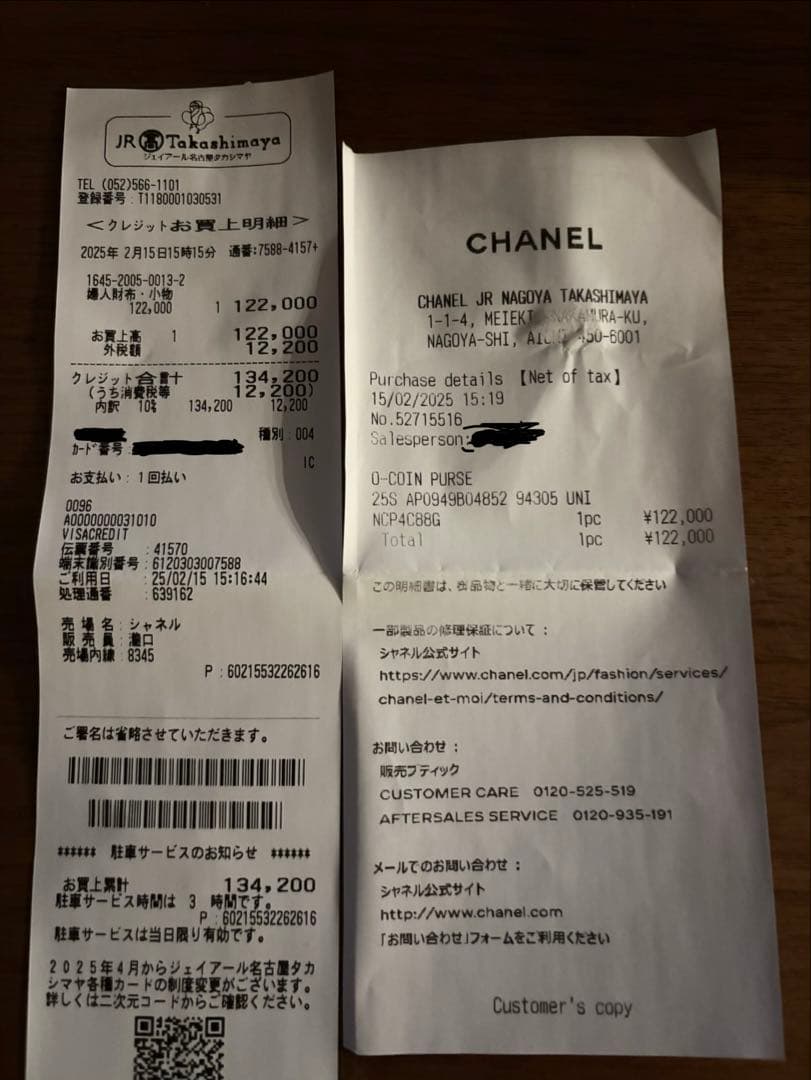 JR 髙 Takashimaya
ジェイアール名古屋タカシマヤ
TEL (052)566-1101
登録番号：T1180001030531
＜クレジットお買上明細＞
2025年 2月15日15時15分 通番:7588-4157+
1645-2005-0013-2
婦人財布・小物
122,000 1 122,000
お買上高 1 122,000
外税額 12,200
クレジット合計 134,200
(うち消費税等 12,200)
内訳 10% 134,200 12,200
種別：004
カード番号：
IC
お支払い：1回払い
0096
A0000000031010
VISACREDIT
伝票番号 ：41570
端末識別番号：6120303007588
ご利用日 ：25/02/15 15:16:44
処理通番 ：639162
売場名：シャネル
販売員：瀧口
売場内線：8345
P：60215532262616
ご署名は省略させていただきます。
****** 駐車サービスのお知らせ ******
お買上累計 134,200
駐車サービス時間は 3 時間です。
P：60215532262616
駐車サービスは当日限り有効です。
2025年4月からジェイアール名古屋タカ
シマヤ各種カードの制度変更がございます。
詳しくは二次元コードからご確認ください。
CHANEL
CHANEL JR NAGOYA TAKASHIMAYA
1-1-4, MEIEKI NAKAMURA-KU,
NAGOYA-SHI, 450-6001
Purchase details 【Net of tax】
15/02/2025 15:19
No.52715516
Salesperson:
O-COIN PURSE
25S AP0949B04852 94305 UNI
NCP4C88G 1pc ¥122,000
Total 1pc ¥122,000
この明細書は、御品物と一緒に大切に保管してください
一部製品の修理保証について：
シャネル公式サイト
https://www.chanel.com/jp/fashion/services/
chanel-et-moi/terms-and-conditions/
お問い合わせ：
販売ブティック
CUSTOMER CARE 0120-525-519
AFTERSALES SERVICE 0120-935-191
メールでのお問い合わせ：
シャネル公式サイト
http://www.chanel.com
「お問い合わせ」フォームをご利用ください
Customer's copy